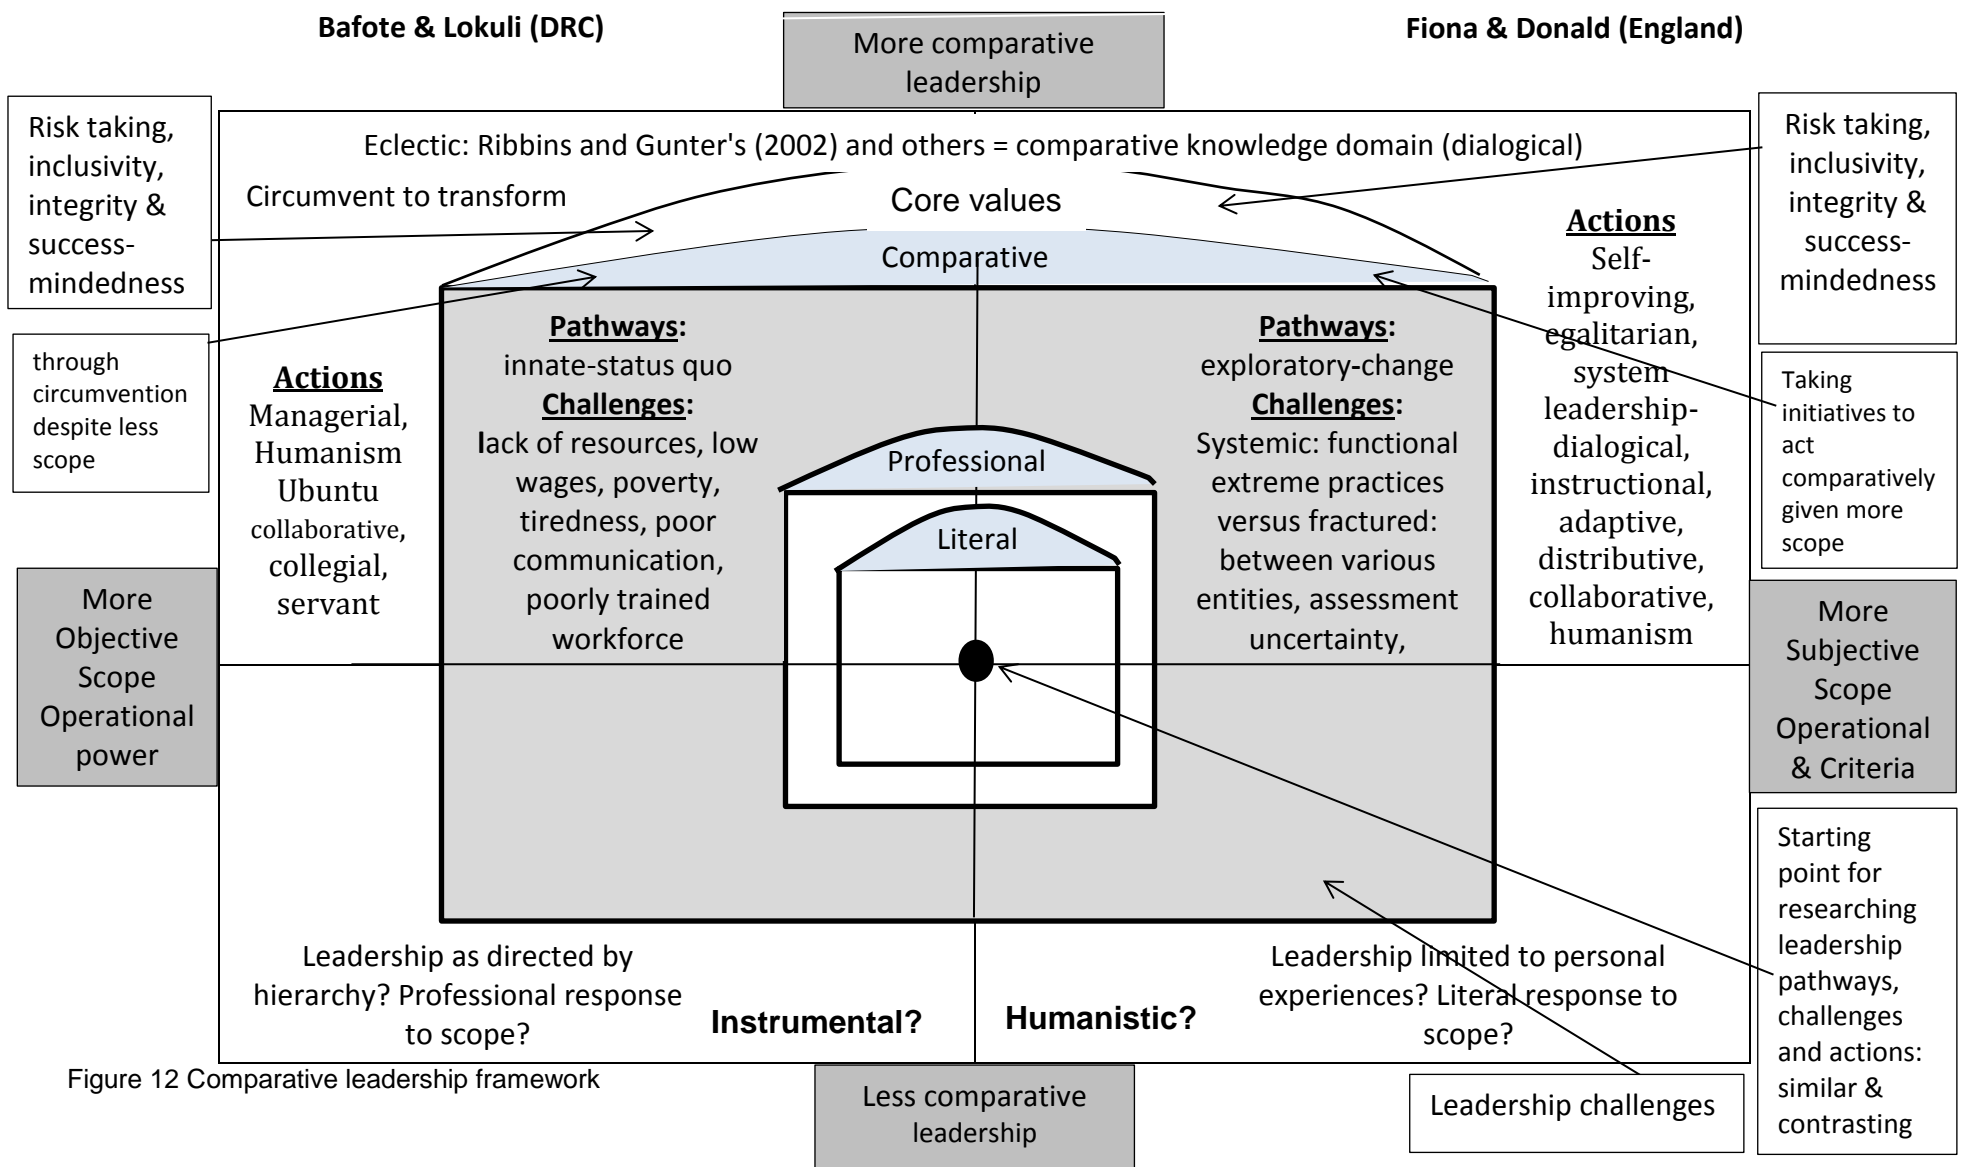 Bafote & Lokuli (DRC)
Fiona & Donald (England)
More comparative
leadership
Risk taking,
inclusivity,
integrity &
success-
mindedness
Eclectic: Ribbins and Gunter's (2002) and others = comparative knowledge domain (dialogical)
Circumvent to transform
Core values
Comparative
Risk taking,
inclusivity,
integrity &
success-
mindedness
through
circumvention
despite less
scope
Actions
Managerial,
Humanism
Ubuntu
collaborative,
collegial,
servant
Pathways:
innate-status quo
Challenges:
lack of resources, low
wages, poverty,
tiredness, poor
communication,
poorly trained
workforce
Professional
Literal
Pathways:
exploratory-change
Challenges:
Systemic: functional
extreme practices
versus fractured:
between various
entities, assessment
uncertainty,
Actions
Self-
improving,
egalitarian,
system
leadership-
dialogical,
instructional,
adaptive,
distributive,
collaborative,
humanism
Taking
initiatives to
act
comparatively
given more
scope
More
Objective
Scope
Operational
power
More
Subjective
Scope
Operational
& Criteria
Leadership as directed by
hierarchy? Professional response
to scope?
Instrumental?
Humanistic?
Leadership limited to personal
experiences? Literal response to
scope?
Starting
point for
researching
leadership
pathways,
challenges
and actions:
similar &
contrasting
Figure 12 Comparative leadership framework
Less comparative
leadership
Leadership challenges